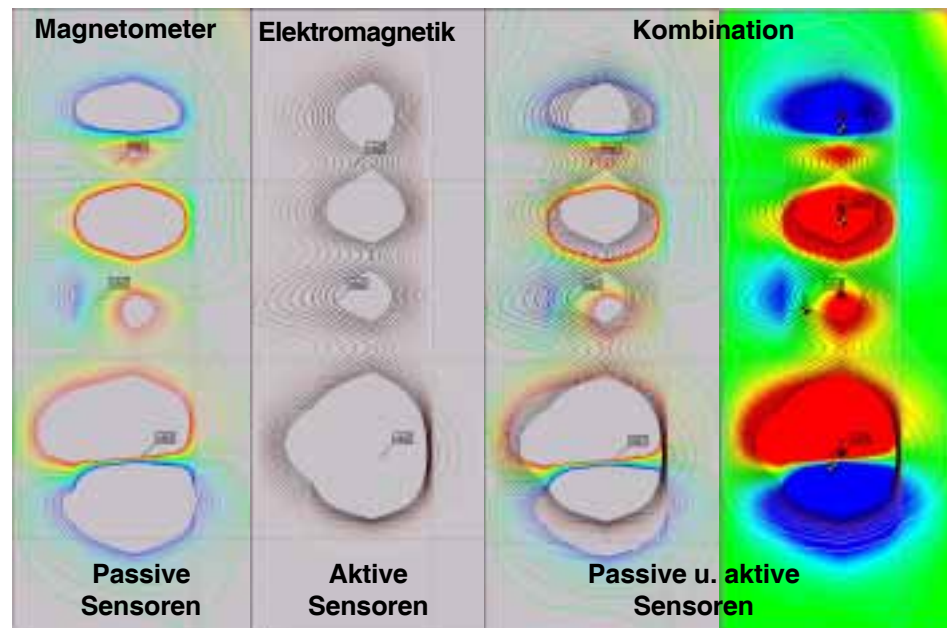 Magnetometer
Elektromagnetik
Kombination
Passive
Sensoren
Aktive
Sensoren
Passive u. aktive
Sensoren